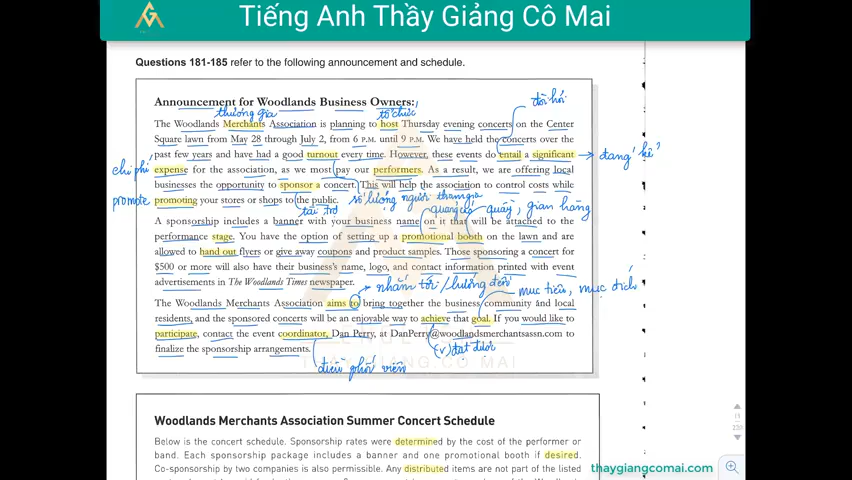 Tiếng Anh Thầy Giảng Cô Mai
Questions 181-185 refer to the following announcement and schedule.
đòi hỏi
Announcement for Woodlands Business Owners:
thương gia
tổ chức
The Woodlands Merchants Association is planning to host Thursday evening concerts on the Center
Square lawn from May 28 through July 2, from 6 P.M. until 9 P.M. We have held the concerts over the
past few years and have had a good turnout every time. However, these events do entail a significant
đáng kể
chi phí
expense for the association, as we must pay our performers. As a result, we are offering local
businesses the opportunity to sponsor a concert. This will help the association to control costs while
promote
promoting your stores or shops to the public.
số lượng người tham gia
tài trợ
quảng cáo
quầy, gian hàng
A sponsorship includes a banner with your business name on it that will be attached to the
performance stage. You have the option of setting up a promotional booth on the lawn and are
allowed to hand out flyers or give away coupons and product samples. Those sponsoring a concert for
$500 or more will also have their business's name, logo, and contact information printed with event
advertisements in The Woodlands Times newspaper.
nhắm tới/hướng đến
mục tiêu, mục đích
The Woodlands Merchants Association aims to bring together the business community and local
residents, and the sponsored concerts will be an enjoyable way to achieve that goal. If you would like to
participate, contact the event coordinator, Dan Perry, at DanPerry@woodlandsmerchantsassn.com to
finalize the sponsorship arrangements.
(v) đạt được
THẦY GIẢNG CÔ MAI
điều phối viên
Woodlands Merchants Association Summer Concert Schedule
Below is the concert schedule. Sponsorship rates were determined by the cost of the performer or
band. Each sponsorship package includes a banner and one promotional booth if desired.
Co-sponsorship by two companies is also permissible. Any distributed items are not part of the listed
thaygiangcomai.com